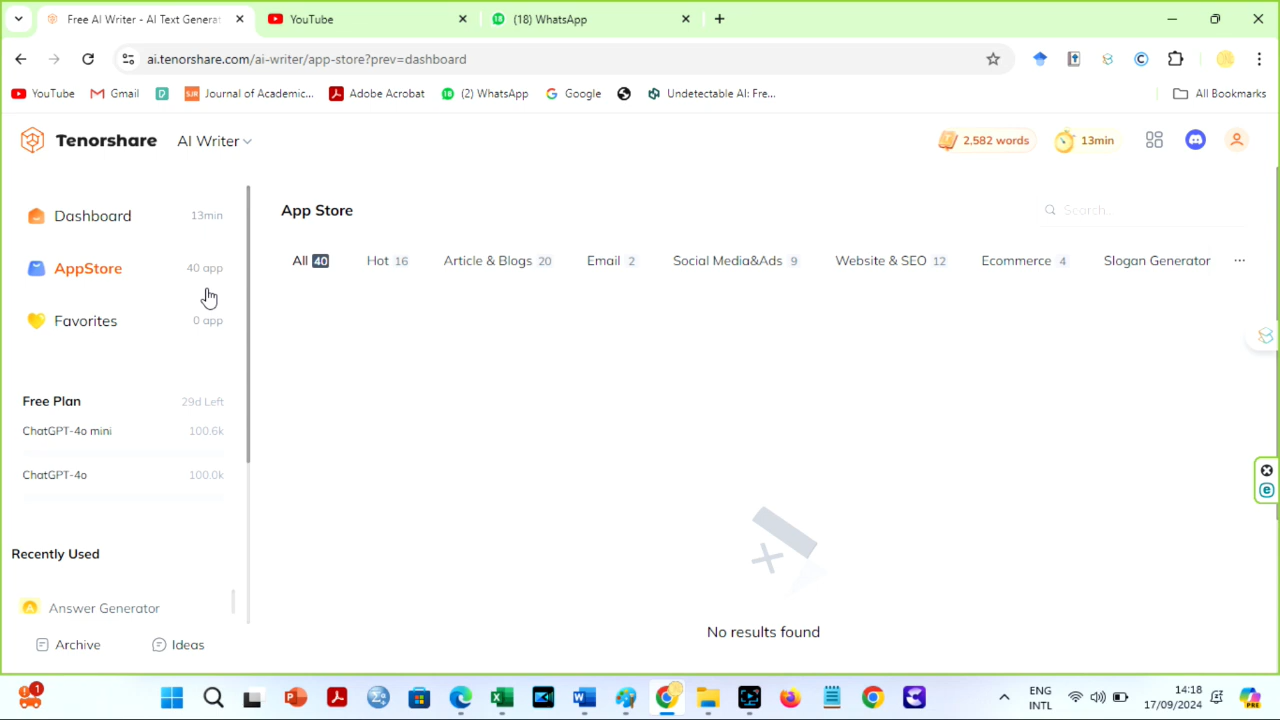 Free AI Writer - AI Text Generat
YouTube
(18) WhatsApp
ai.tenorshare.com/ai-writer/app-store?prev=dashboard
YouTube
Gmail
SJR Journal of Academic...
Adobe Acrobat
(2) WhatsApp
Google
Undetectable AI: Fre...
All Bookmarks
Tenorshare
AI Writer
2,582 words
13min
Dashboard 13min
AppStore 40 app
Favorites 0 app
App Store
Search..
All 40
Hot 16
Article & Blogs 20
Email 2
Social Media&Ads 9
Website & SEO 12
Ecommerce 4
Slogan Generator
...
Free Plan 29d Left
ChatGPT-4o mini 100.6k
ChatGPT-4o 100.0k
Recently Used
A Answer Generator
Archive
Ideas
No results found
1
ENG
INTL
14:18
17/09/2024
PRE